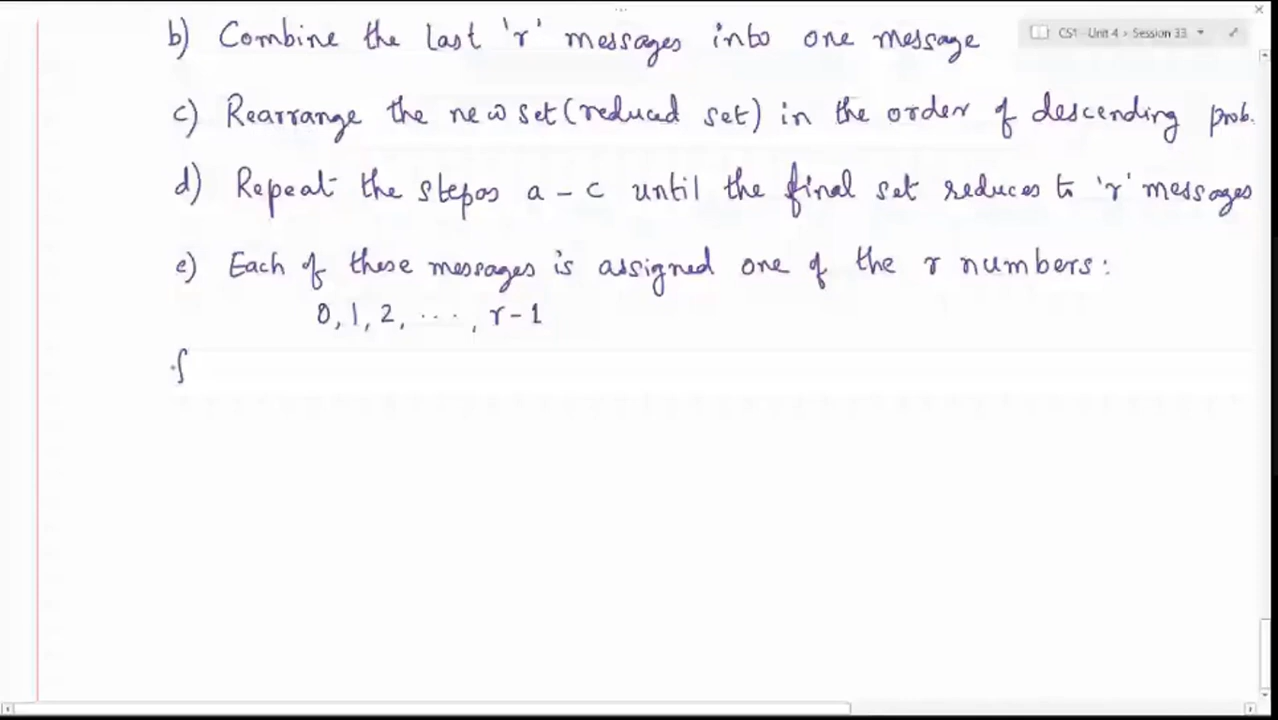 b) Combine the last 'r' messages into one message
CS1 - Unit 4 > Session 33
c) Rearrange the new set (reduced set) in the order of descending prob.
d) Repeat the stepos a - c until the final set reduces to 'r' messages
e) Each of these messages is assigned one of the r numbers:
0, 1, 2, ...., r-1
f